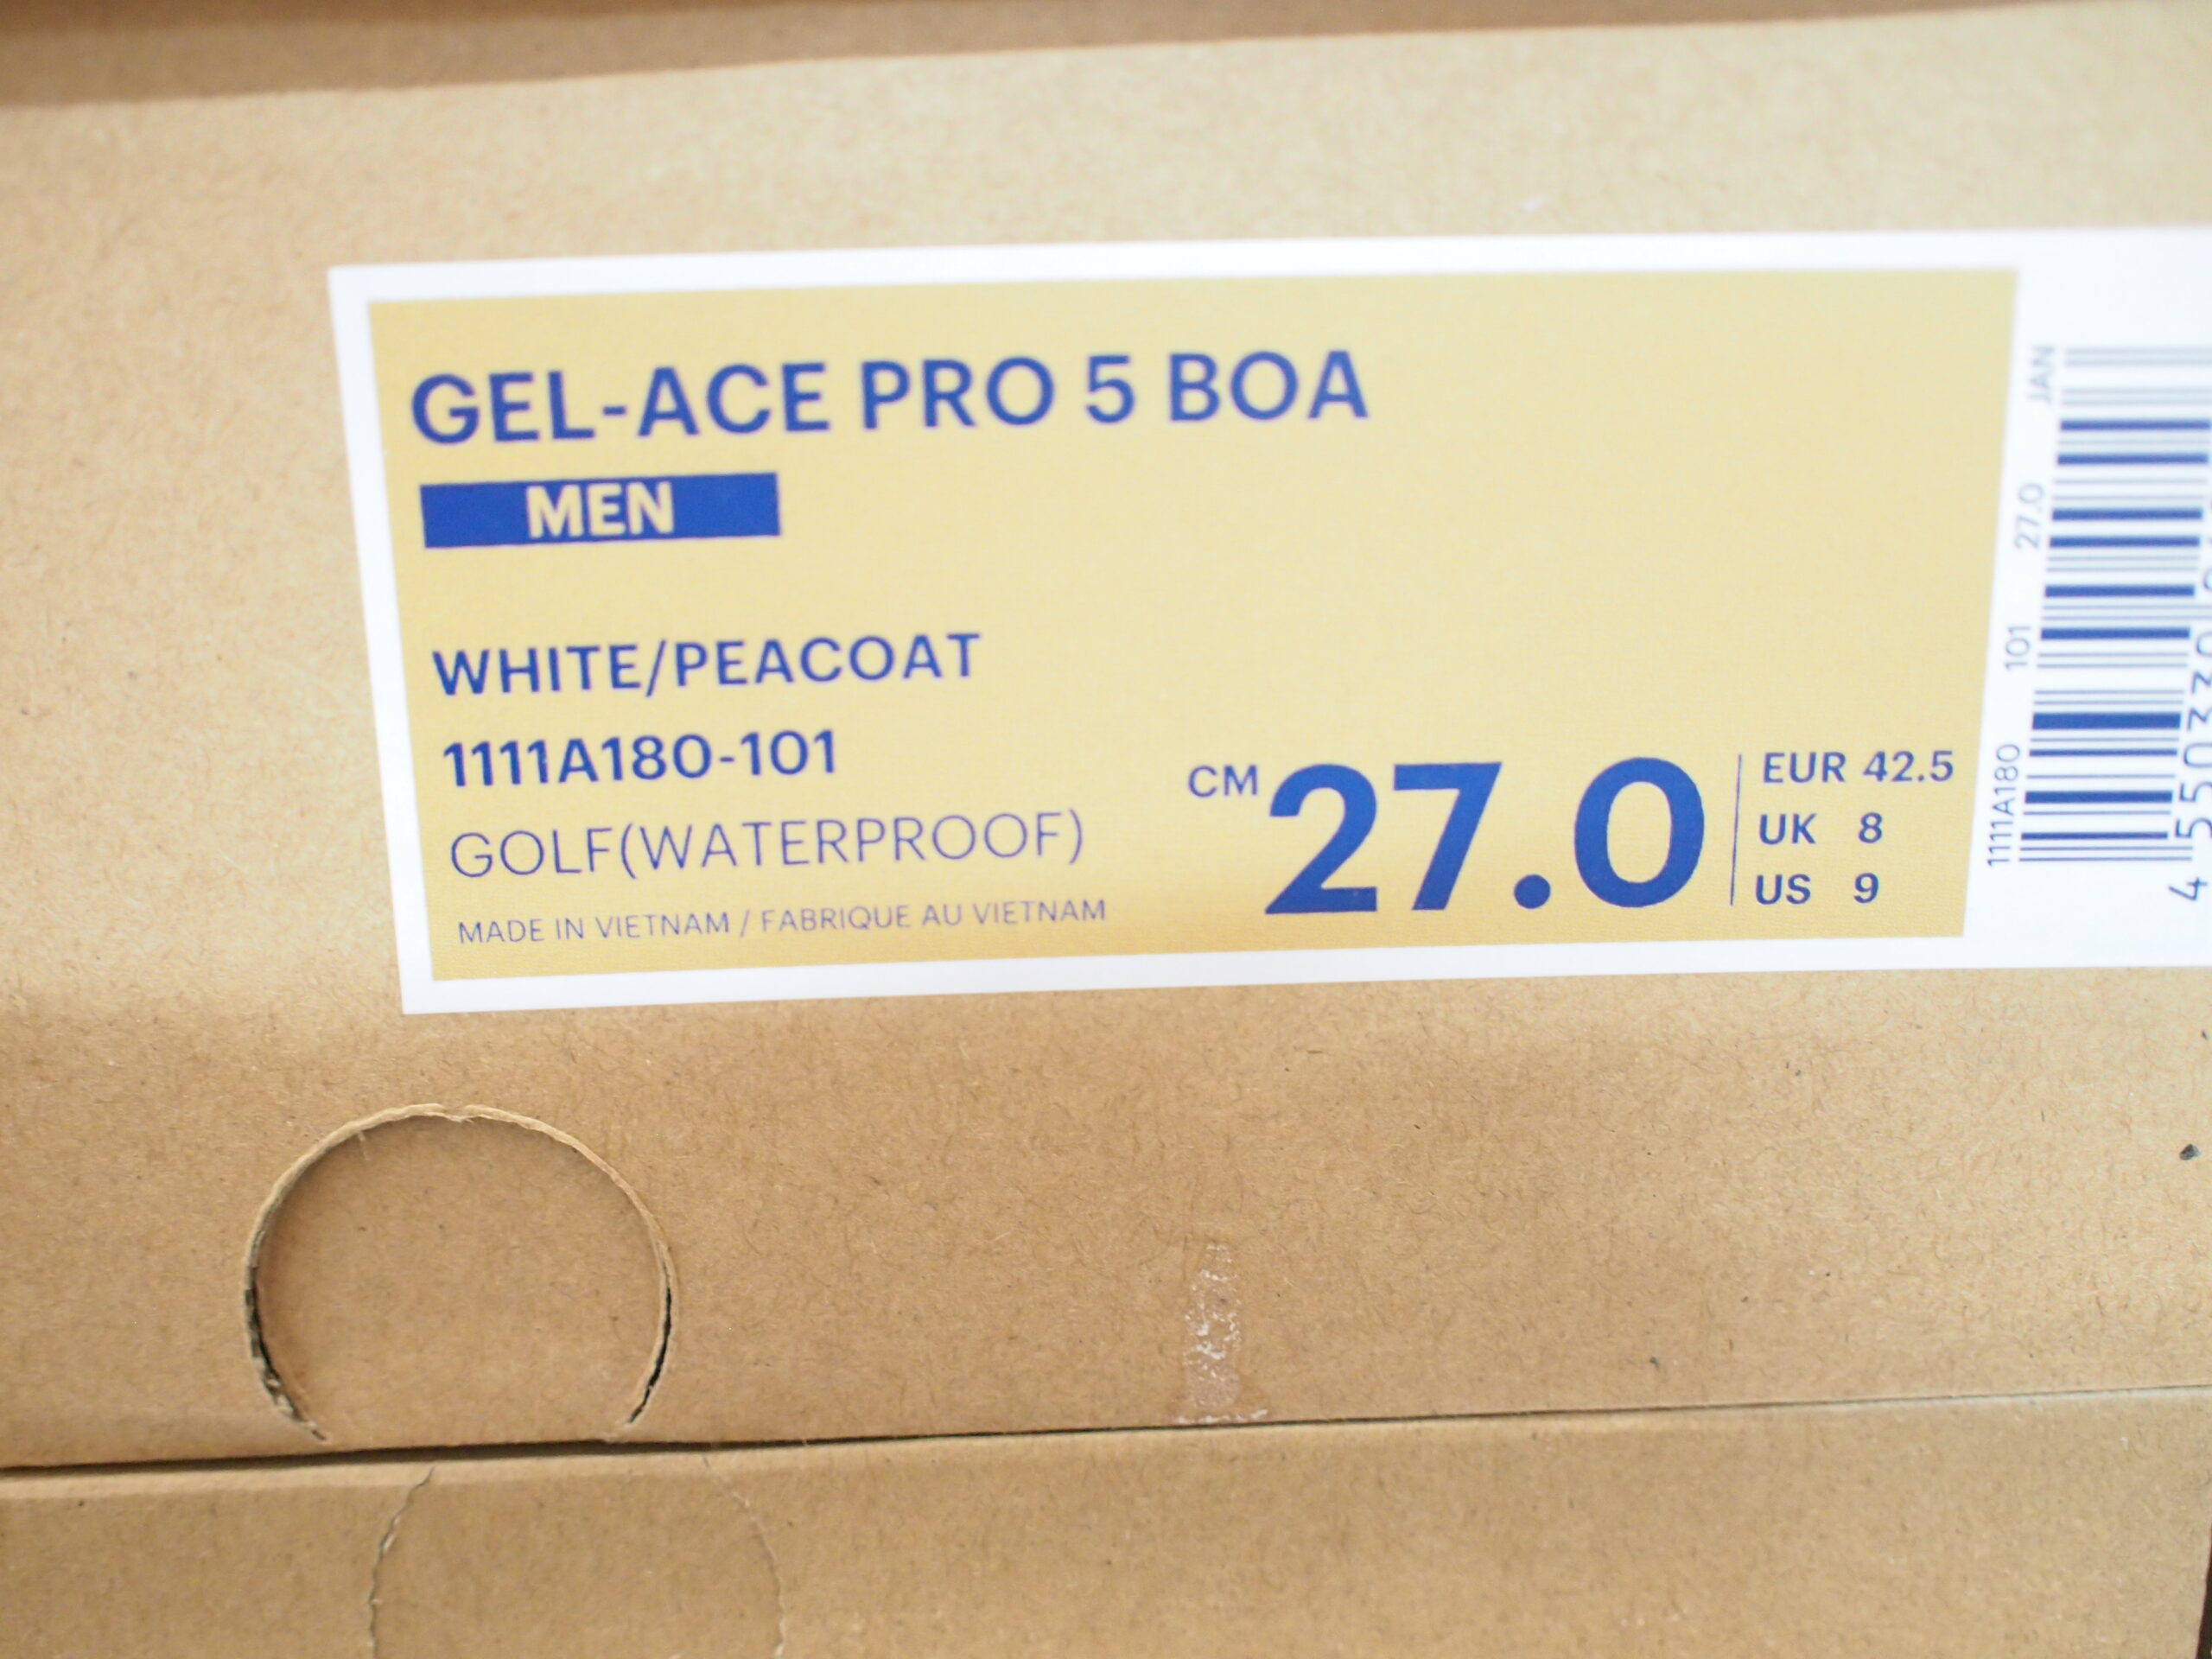 GEL-ACE PRO 5 BOA
MEN
WHITE/PEACOAT
1111A180-101
GOLF(WATERPROOF)
MADE IN VIETNAM / FABRIQUE AU VIETNAM
CM 27.0
EUR 42.5
UK 8
US 9
1111A180 101 27.0 JAN